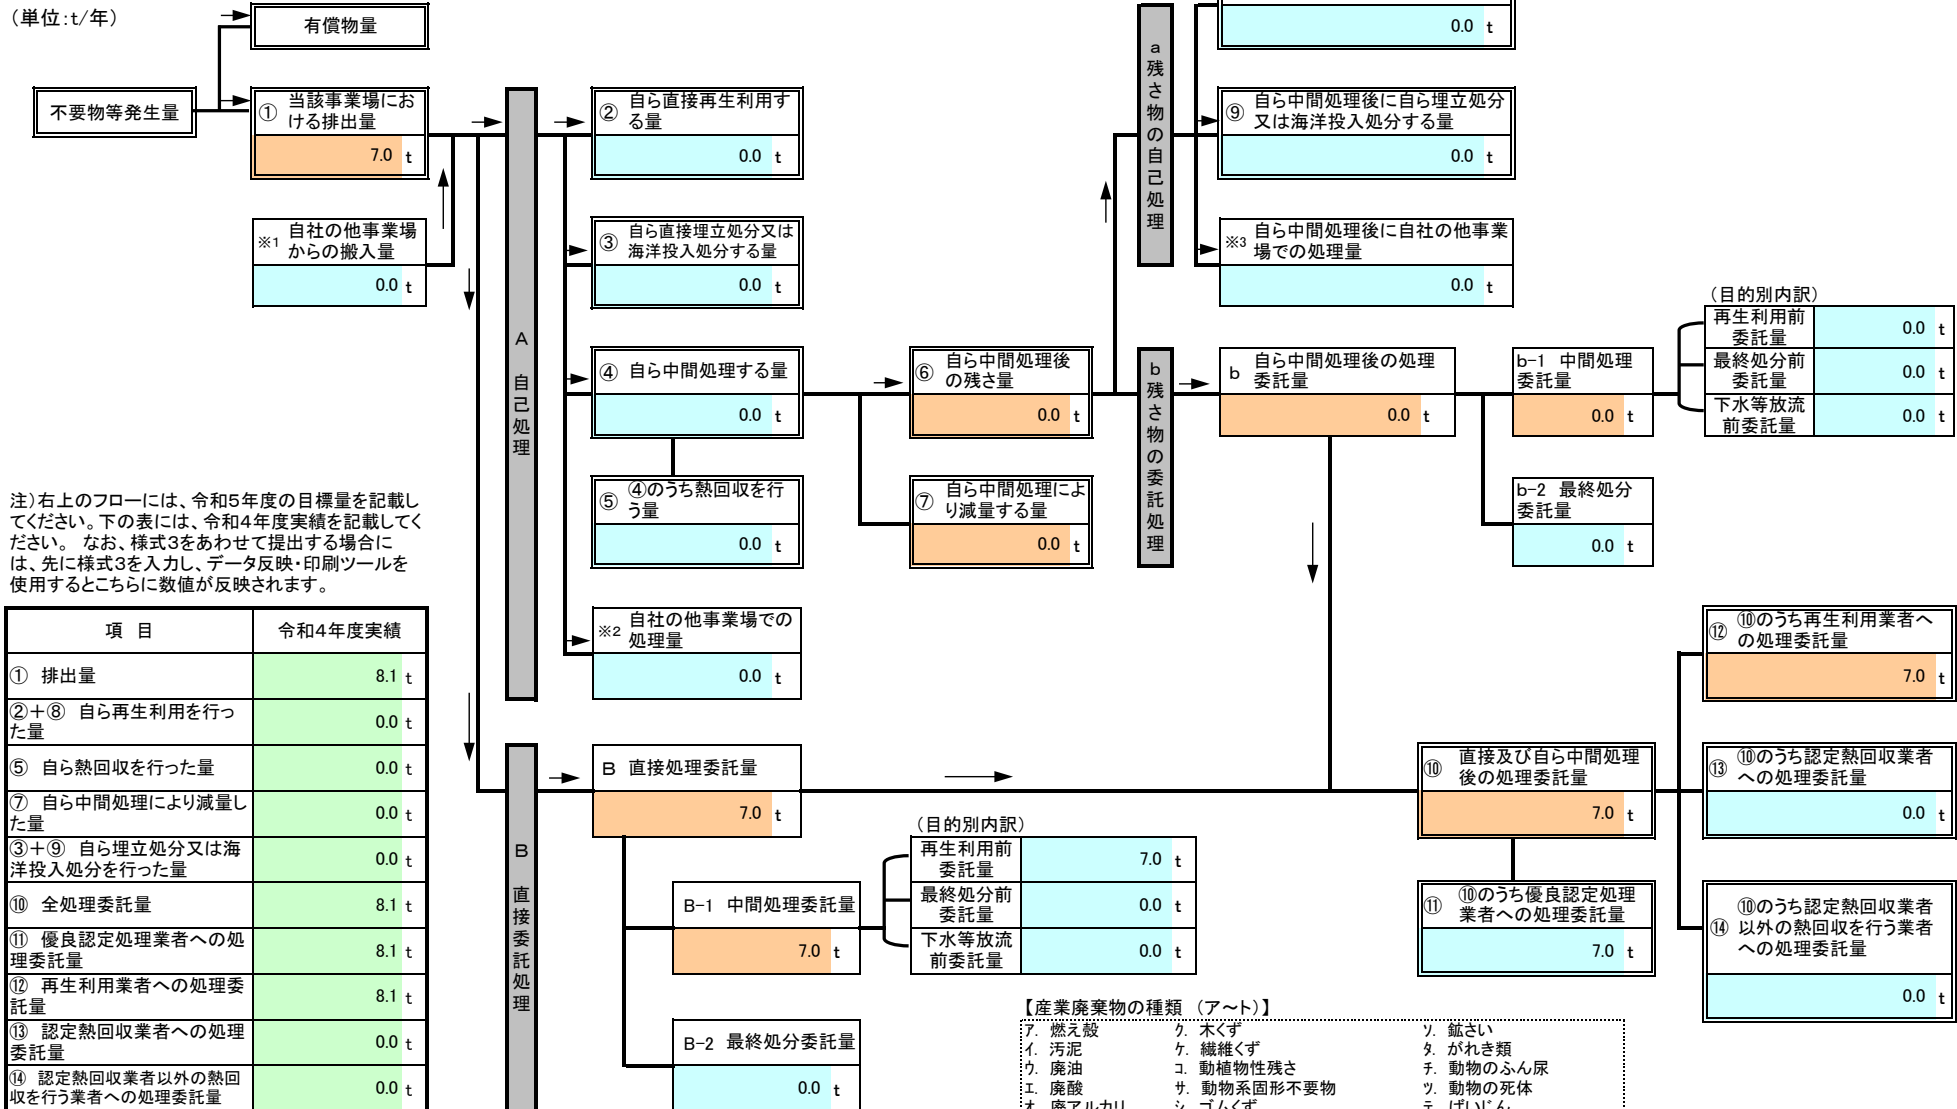 （単位：t/年）
有償物量
不要物等発生量
① 当該事業場にお
ける排出量
7.0 t
※1 自社の他事業場
からの搬入量
0.0 t
A 自己処理
② 自ら直接再生利用す
る量
0.0 t
③ 自ら直接埋立処分又は
海洋投入処分する量
0.0 t
④ 自ら中間処理する量
0.0 t
⑤ ④のうち熱回収を行
う量
0.0 t
※2 自社の他事業場での
処理量
0.0 t
⑥ 自ら中間処理後
の残さ量
0.0 t
⑦ 自ら中間処理によ
り減量する量
0.0 t
a 残さ物の自己処理
0.0 t
⑨ 自ら中間処理後に自ら埋立処分
又は海洋投入処分する量
0.0 t
※3 自ら中間処理後に自社の他事業
場での処理量
0.0 t
b 残さ物の委託処理
b 自ら中間処理後の処理
委託量
0.0 t
b-1 中間処理
委託量
0.0 t
（目的別内訳）
再生利用前
委託量
0.0 t
最終処分前
委託量
0.0 t
下水等放流
前委託量
0.0 t
b-2 最終処分
委託量
0.0 t
注）右上のフローには、令和５年度の目標量を記載し
てください。下の表には、令和４年度実績を記載してく
ださい。 なお、様式３をあわせて提出する場合に
は、先に様式３を入力し、データ反映・印刷ツールを
使用するとこちらに数値が反映されます。
項 目 令和４年度実績
① 排出量 8.1 t
②＋⑧ 自ら再生利用を行っ
た量 0.0 t
⑤ 自ら熱回収を行った量 0.0 t
⑦ 自ら中間処理により減量し
た量 0.0 t
③＋⑨ 自ら埋立処分又は海
洋投入処分を行った量 0.0 t
⑩ 全処理委託量 8.1 t
⑪ 優良認定処理業者への処
理委託量 8.1 t
⑫ 再生利用業者への処理委
託量 8.1 t
⑬ 認定熱回収業者への処理
委託量 0.0 t
⑭ 認定熱回収業者以外の熱回
収を行う業者への処理委託量 0.0 t
B 直接委託処理
B 直接処理委託量
7.0 t
B-1 中間処理委託量
7.0 t
（目的別内訳）
再生利用前
委託量
7.0 t
最終処分前
委託量
0.0 t
下水等放流
前委託量
0.0 t
B-2 最終処分委託量
0.0 t
⑩ 直接及び自ら中間処理
後の処理委託量
7.0 t
⑪ ⑩のうち優良認定処理
業者への処理委託量
7.0 t
⑫ ⑩のうち再生利用業者へ
の処理委託量
7.0 t
⑬ ⑩のうち認定熱回収業者
への処理委託量
0.0 t
⑭ ⑩のうち認定熱回収業者
以外の熱回収を行う業者
への処理委託量
0.0 t
【産業廃棄物の種類 （ア～ト）】
ア. 燃え殻 ク. 木くず ソ. 鉱さい
イ. 汚泥 ケ. 繊維くず タ. がれき類
ウ. 廃油 コ. 動植物性残さ チ. 動物のふん尿
エ. 廃酸 サ. 動物系固形不要物 ツ. 動物の死体
オ. 廃アルカリ シ. ゴムくず テ. ばいじん